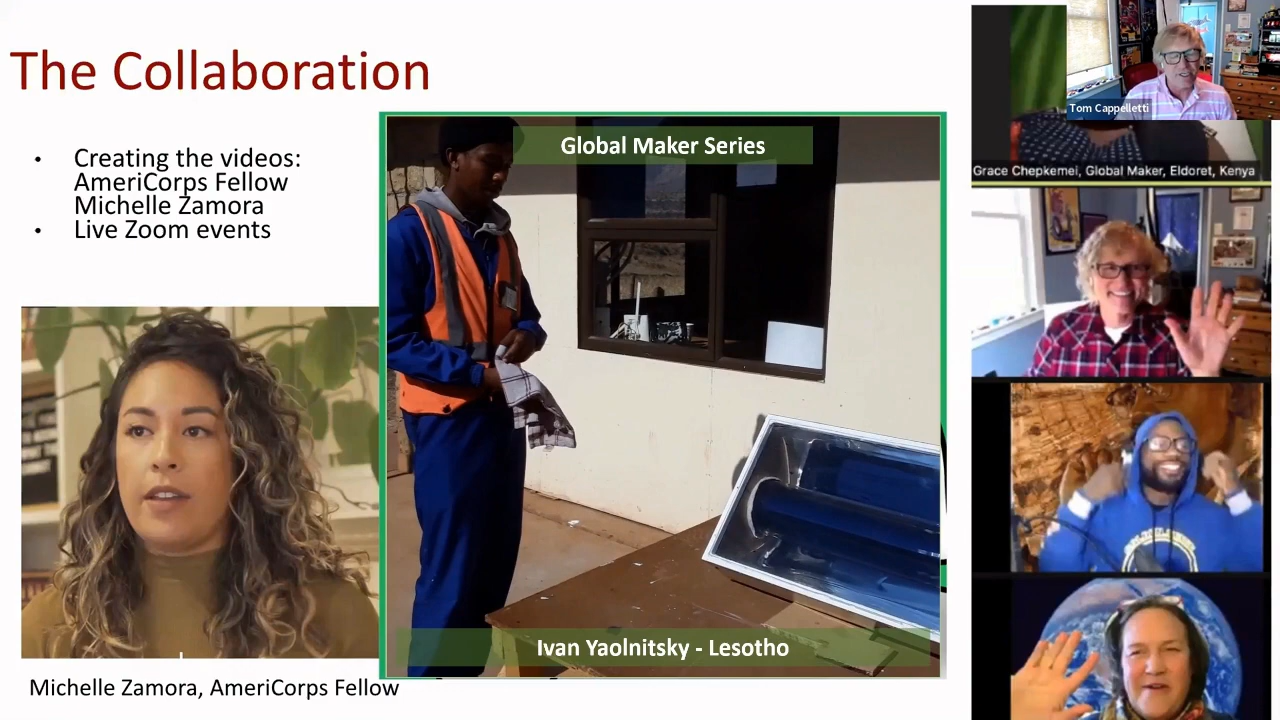 The Collaboration
• Creating the videos:
AmeriCorps Fellow
Michelle Zamora
• Live Zoom events
Michelle Zamora, AmeriCorps Fellow
Global Maker Series
Ivan Yaolnitsky - Lesotho
Tom Cappelletti
Grace Chepkemei, Global Maker, Eldoret, Kenya